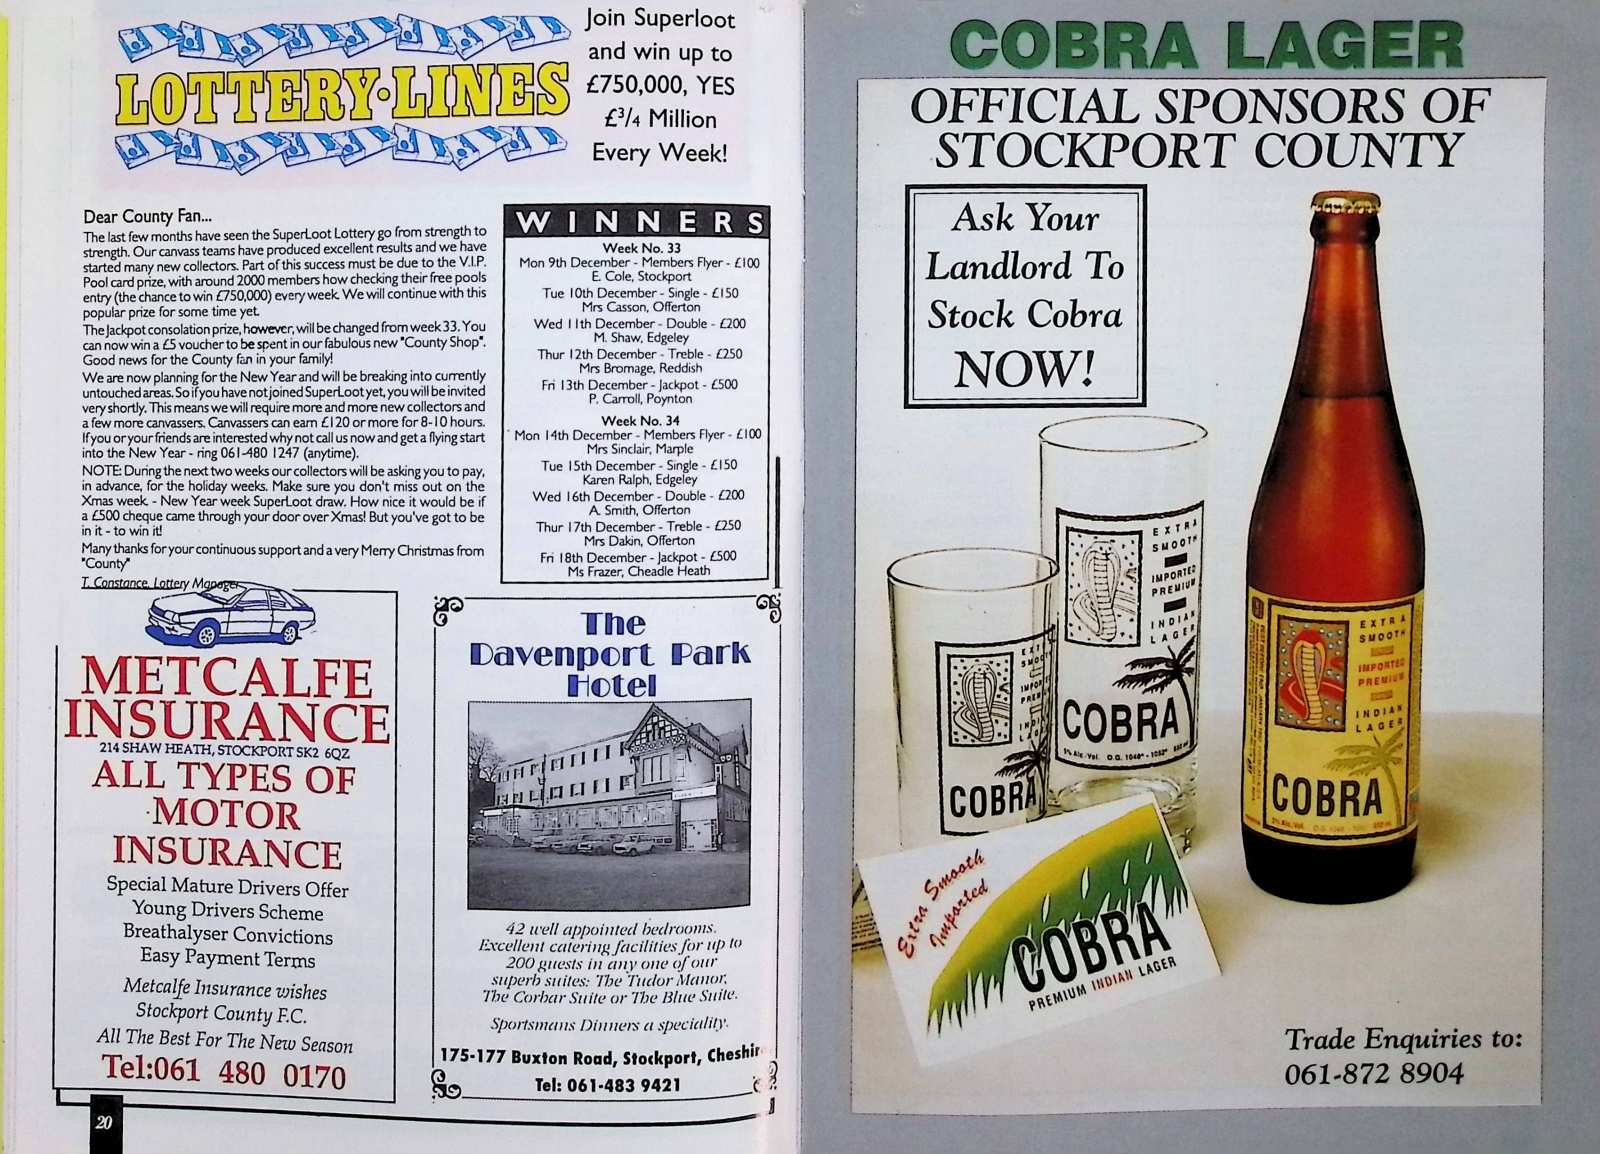 LOTTERY·LINES
Join Superloot
and win up to
£750,000, YES
£3/4 Million
Every Week!
Dear County Fan...
The last few months have seen the SuperLoot Lottery go from strength to
strength. Our canvass teams have produced excellent results and we have
started many new collectors. Part of this success must be due to the V.I.P.
Pool card prize, with around 2000 members how checking their free pools
entry (the chance to win £750,000) every week. We will continue with this
popular prize for some time yet.
The Jackpot consolation prize, however, will be changed from week 33. You
can now win a £5 voucher to be spent in our fabulous new "County Shop".
Good news for the County fan in your family!
We are now planning for the New Year and will be breaking into currently
untouched areas. So if you have not joined SuperLoot yet, you will be invited
very shortly. This means we will require more and more new collectors and
a few more canvassers. Canvassers can earn £120 or more for 8-10 hours.
If you or your friends are interested why not call us now and get a flying start
into the New Year - ring 061-480 1247 (anytime).
NOTE: During the next two weeks our collectors will be asking you to pay,
in advance, for the holiday weeks. Make sure you don't miss out on the
Xmas week - New Year week SuperLoot draw. How nice it would be if
a £500 cheque came through your door over Xmas! But you've got to be
in it - to win it!
Many thanks for your continuous support and a very Merry Christmas from
"County"
T. Constance, Lottery Manager
WINNERS
Week No. 33
Mon 9th December - Members Flyer - £100
E. Cole, Stockport
Tue 10th December - Single - £150
Mrs Casson, Offerton
Wed 11th December - Double - £200
M. Shaw, Edgeley
Thur 12th December - Treble - £250
Mrs Bromage, Reddish
Fri 13th December - Jackpot - £500
P. Carroll, Poynton
Week No. 34
Mon 14th December - Members Flyer - £100
Mrs Sinclair, Marple
Tue 15th December - Single - £150
Karen Ralph, Edgeley
Wed 16th December - Double - £200
A. Smith, Offerton
Thur 17th December - Treble - £250
Mrs Dakin, Offerton
Fri 18th December - Jackpot - £500
Ms Frazer, Cheadle Heath
METCALFE
INSURANCE
214 SHAW HEATH, STOCKPORT SK2 6QZ
ALL TYPES OF
MOTOR
INSURANCE
Special Mature Drivers Offer
Young Drivers Scheme
Breathalyser Convictions
Easy Payment Terms
Metcalfe Insurance wishes
Stockport County F.C.
All The Best For The New Season
Tel:061 480 0170
The
Davenport Park
Hotel
42 well appointed bedrooms.
Excellent catering facilities for up to
200 guests in any one of our
superb suites: The Tudor Manor,
The Corbar Suite or The Blue Suite.
Sportsmans Dinners a speciality.
175-177 Buxton Road, Stockport, Cheshire
Tel: 061-483 9421
20
COBRA LAGER
OFFICIAL SPONSORS OF
STOCKPORT COUNTY
Ask Your
Landlord To
Stock Cobra
NOW!
EXTRA
SMOOTH
IMPORTED
PREMIUM
INDIAN
LAGER
COBRA
5% Alc./Vol. O.G. 1048° - 1052° 650 ml
COBRA
EXTRA
SMOOTH
IMPORTED
PREMIUM
INDIAN
LAGER
COBRA
5% Alc./Vol.
Extra Smooth
Imported
COBRA
PREMIUM INDIAN LAGER
Trade Enquiries to:
061-872 8904